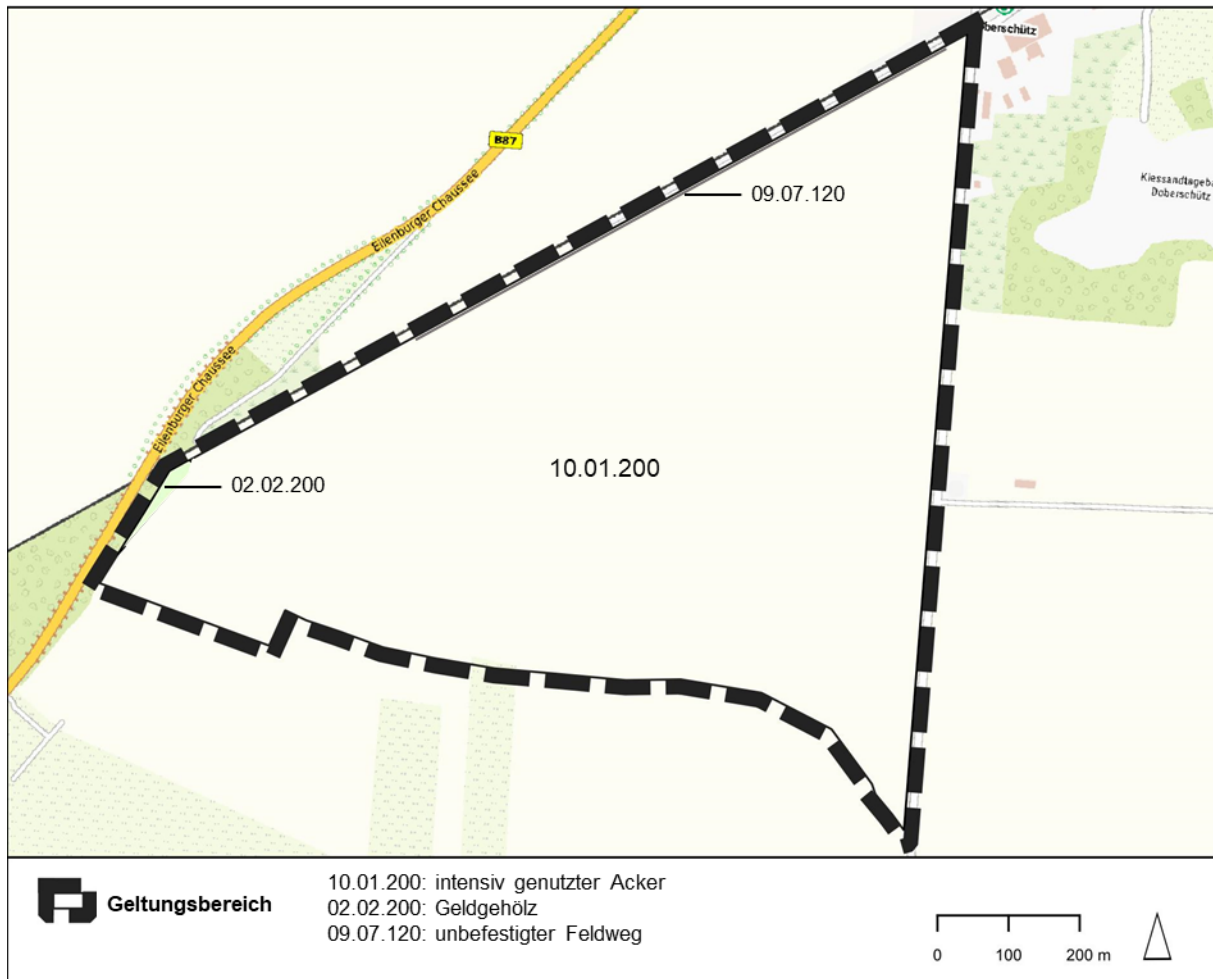 oberschütz
B87
Eilenburger Chaussee
Kiessandtageba
Doberschütz
09.07.120
Eilenburger Chaussee
10.01.200
02.02.200
Geltungsbereich
10.01.200: intensiv genutzter Acker
02.02.200: Geldgehölz
09.07.120: unbefestigter Feldweg
0 100 200 m